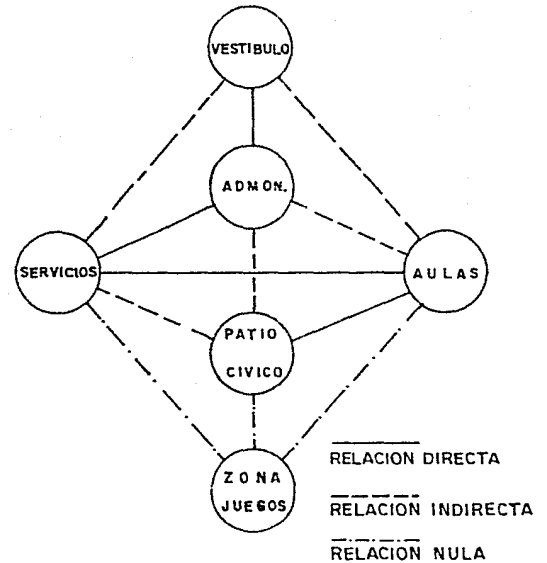 VESTIBULO
ADMON.
SERVICIOS
AULAS
PATIO
CIVICO
ZONA
JUEGOS
RELACION DIRECTA
RELACION INDIRECTA
RELACION NULA